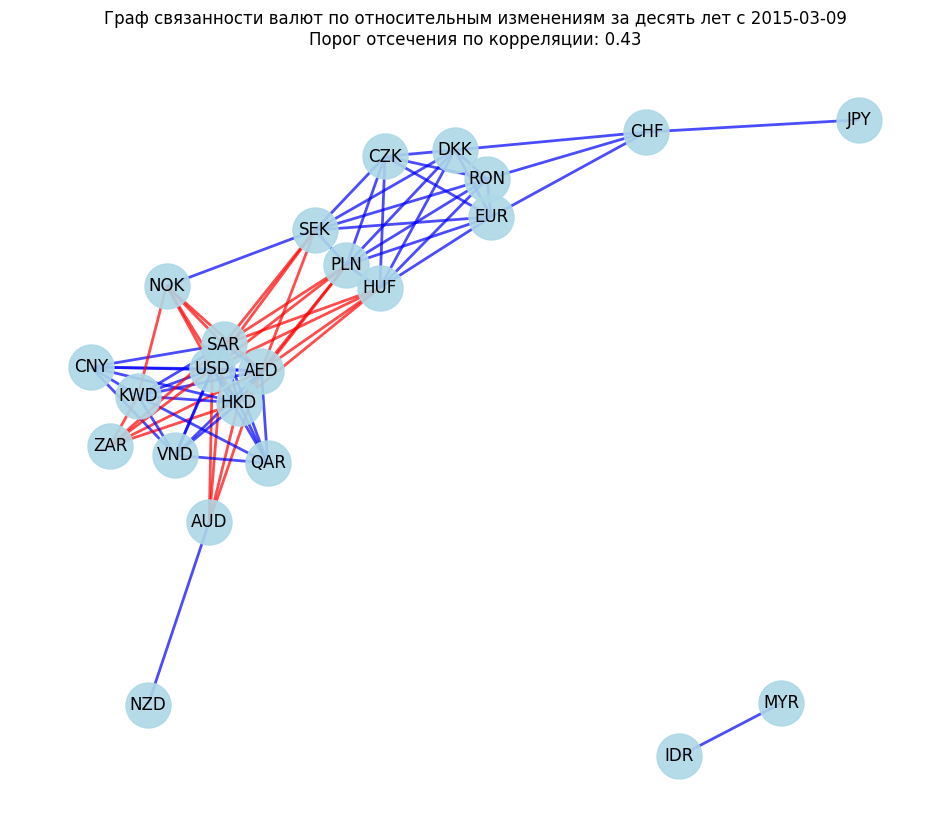 Граф связанности валют по относительным изменениям за десять лет с 2015-03-09
Порог отсечения по корреляции: 0.43
JPY
CHF
DKK
CZK
RON
EUR
SEK
PLN
NOK
HUF
SAR
CNY
USD
AED
KWD
HKD
ZAR
VND
QAR
AUD
NZD
MYR
IDR